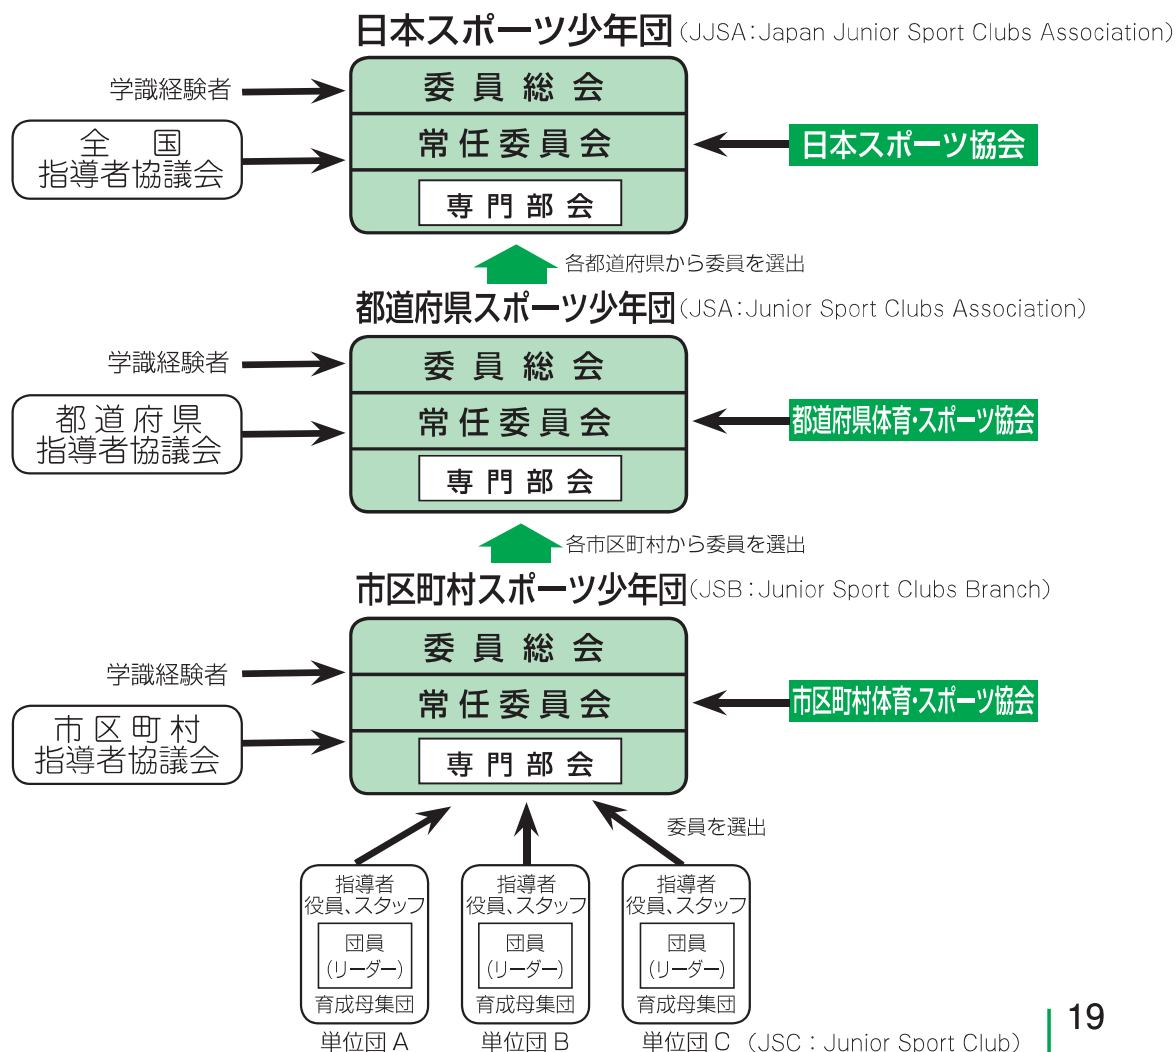 日本スポーツ少年団 (JJSA:Japan Junior Sport Clubs Association)
学識経験者
委員総会
全国
指導者協議会
常任委員会
日本スポーツ協会
専門部会
各都道府県から委員を選出
都道府県スポーツ少年団 (JSA:Junior Sport Clubs Association)
学識経験者
委員総会
都道府県
指導者協議会
常任委員会
都道府県体育・スポーツ協会
専門部会
各市区町村から委員を選出
市区町村スポーツ少年団 (JSB:Junior Sport Clubs Branch)
学識経験者
委員総会
市区町村
指導者協議会
常任委員会
市区町村体育・スポーツ協会
専門部会
委員を選出
指導者
役員、スタッフ
団員
(リーダー)
育成母集団
単位団 A
指導者
役員、スタッフ
団員
(リーダー)
育成母集団
単位団 B
指導者
役員、スタッフ
団員
(リーダー)
育成母集団
単位団 C (JSC : Junior Sport Club)
19